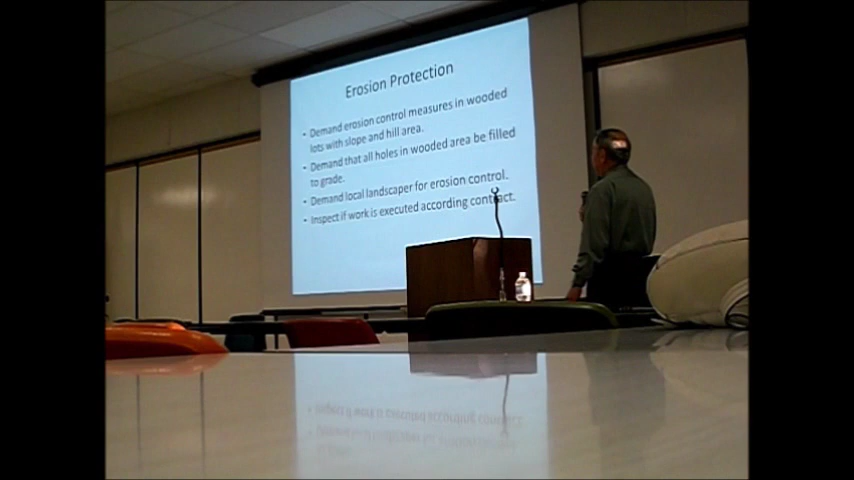 Erosion Protection
• Demand erosion control measures in wooded
lots with slope and hill area.
• Demand that all holes in wooded area be filled
to grade.
• Demand local landscaper for erosion control.
• Inspect if work is executed according contract.